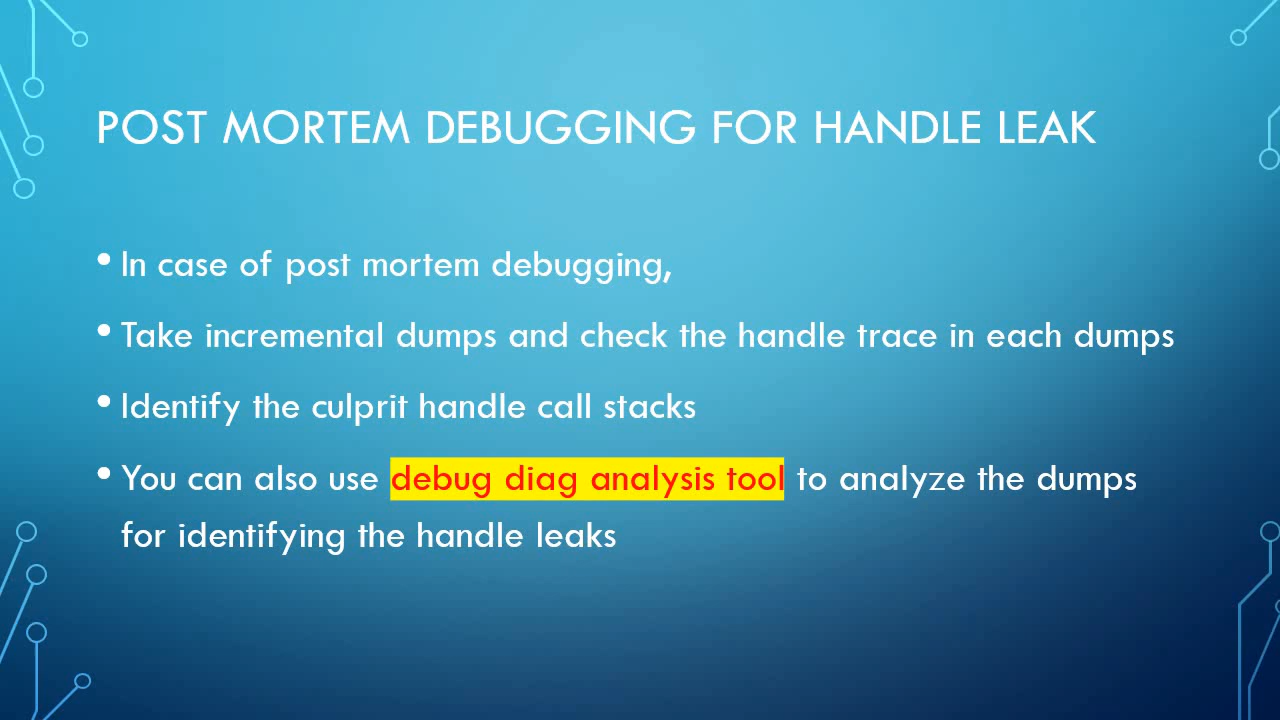 POST MORTEM DEBUGGING FOR HANDLE LEAK
• In case of post mortem debugging,
• Take incremental dumps and check the handle trace in each dumps
• Identify the culprit handle call stacks
• You can also use debug diag analysis tool to analyze the dumps
for identifying the handle leaks